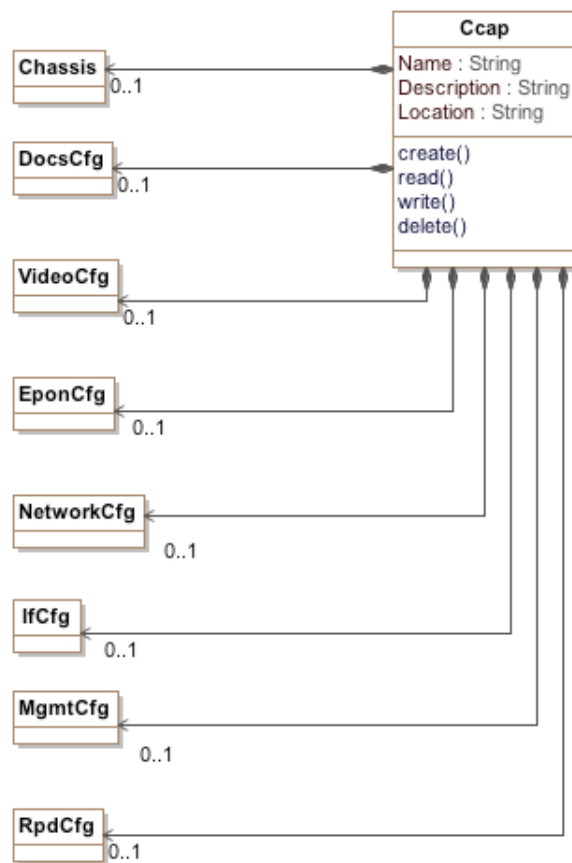 Ccap
Name : String
Description : String
Location : String
create()
read()
write()
delete()
Chassis
0..1
DocsCfg
0..1
VideoCfg
0..1
EponCfg
0..1
NetworkCfg
0..1
IfCfg
0..1
MgmtCfg
0..1
RpdCfg
0..1